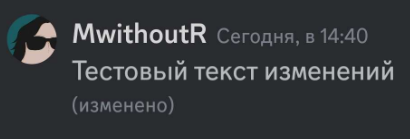 MwithoutR Сегодня, в 14:40
Тестовый текст изменений
(изменено)